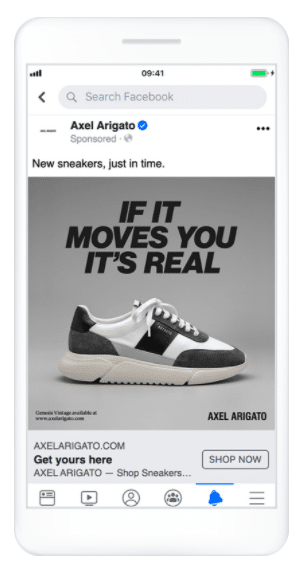 09:41
Search Facebook
Axel Arigato
Sponsored ·
New sneakers, just in time.
IF IT
MOVES YOU
IT'S REAL
Genesis Vintage available at
www.axelarigato.com
AXEL ARIGATO
AXELARIGATO.COM
Get yours here
SHOP NOW
AXEL ARIGATO — Shop Sneakers...